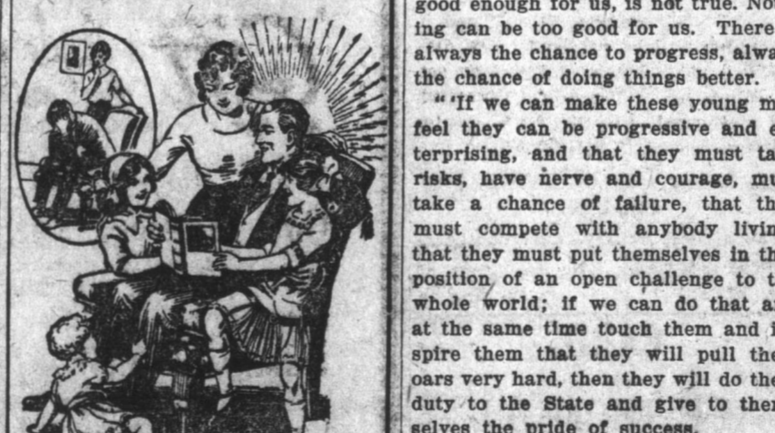 good enough for us, is not true. No
ing can be too good for us. There
always the chance to progress, alwa
the chance of doing things better.
"'If we can make these young m
feel they can be progressive and e
terprising, and that they must ta
risks, have nerve and courage, mu
take a chance of failure, that th
must compete with anybody livin
that they must put themselves in th
position of an open challenge to t
whole world; if we can do that a
at the same time touch them and i
spire them that they will pull the
oars very hard, then they will do the
duty to the State and give to the
selves the pride of success.